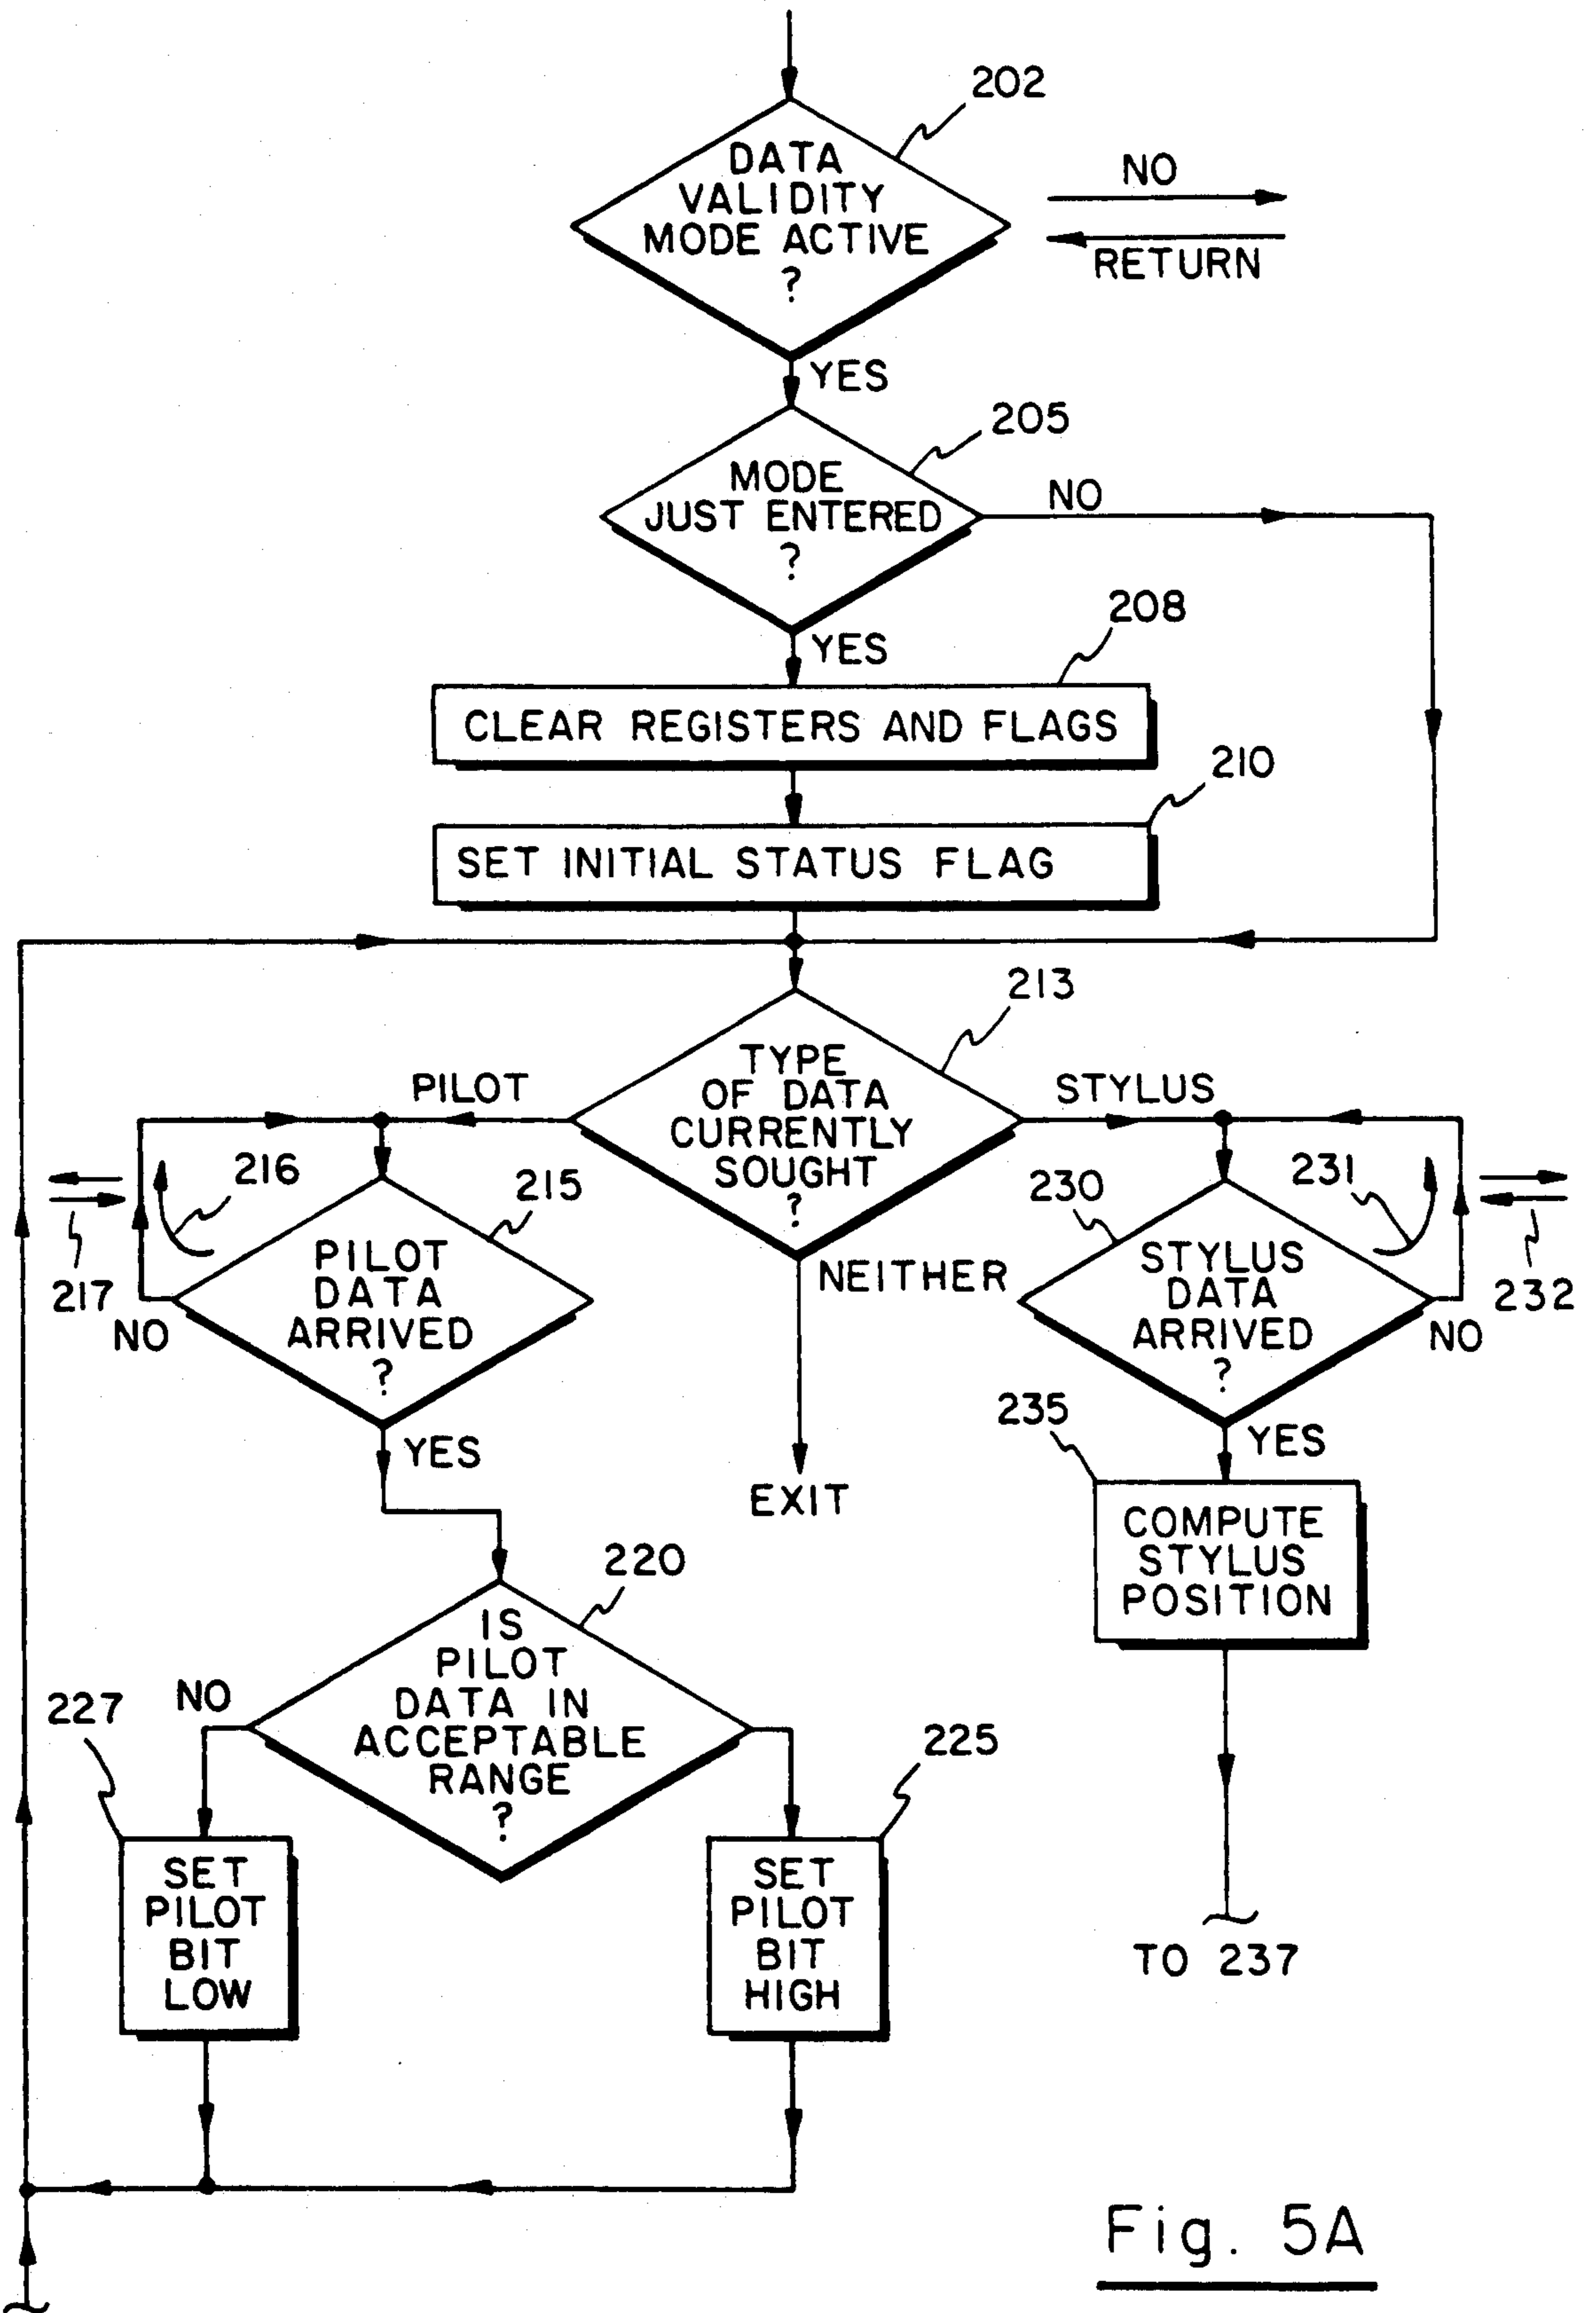 202
DATA
VALIDITY
MODE ACTIVE
?
NO
RETURN
YES
205
MODE
JUST ENTERED
?
NO
YES
208
CLEAR REGISTERS AND FLAGS
210
SET INITIAL STATUS FLAG
213
TYPE
OF DATA
CURRENTLY
SOUGHT
?
PILOT
STYLUS
NEITHER
EXIT
216
217
215
PILOT
DATA
ARRIVED
?
NO
YES
230
231
232
STYLUS
DATA
ARRIVED
?
NO
YES
235
COMPUTE
STYLUS
POSITION
TO 237
220
IS
PILOT
DATA IN
ACCEPTABLE
RANGE
?
NO
227
SET
PILOT
BIT
LOW
225
SET
PILOT
BIT
HIGH
Fig. 5A